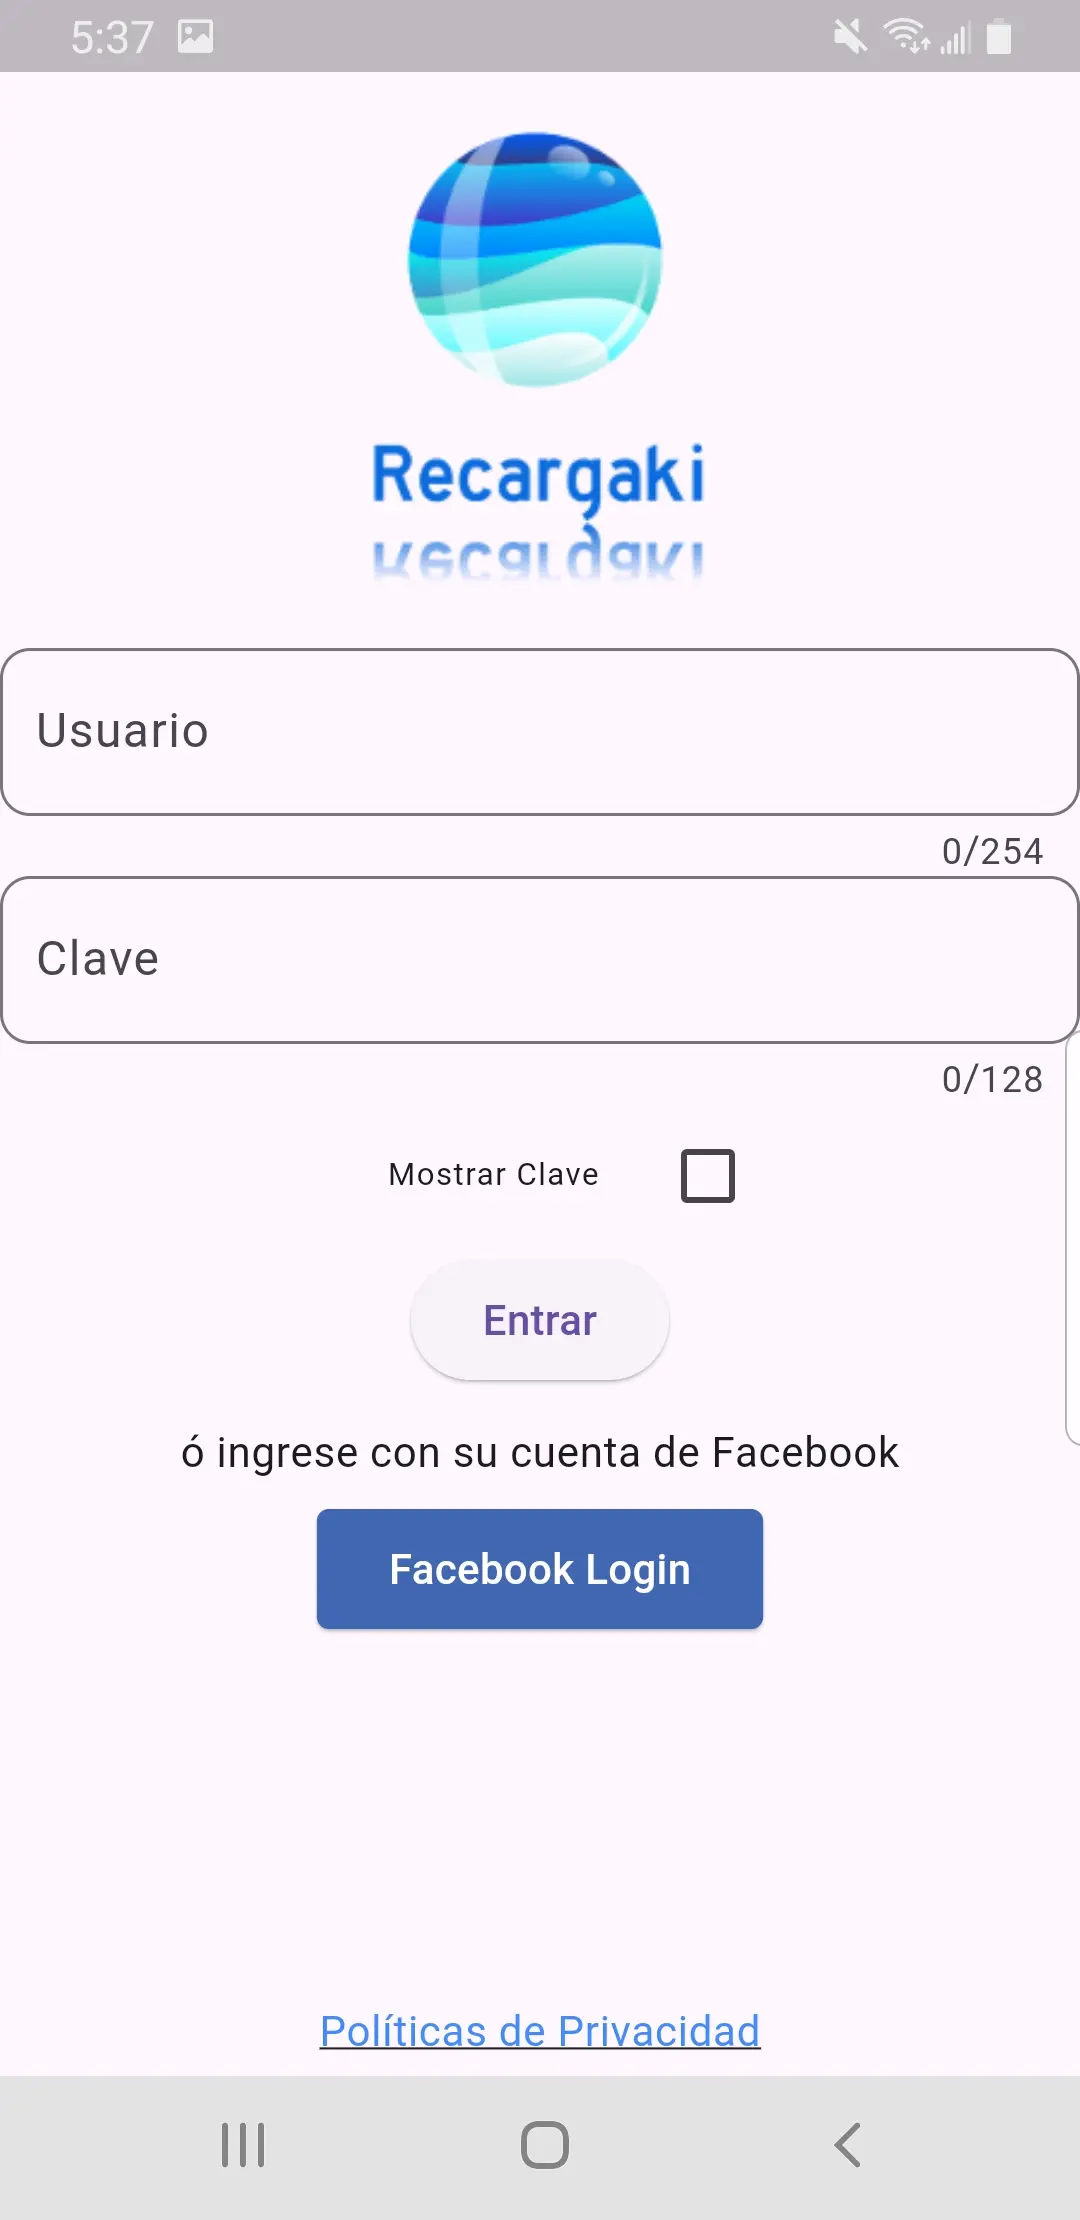 5:37
Recargaki
Usuario
0/254
Clave
0/128
Mostrar Clave
Entrar
ó ingrese con su cuenta de Facebook
Facebook Login
Políticas de Privacidad